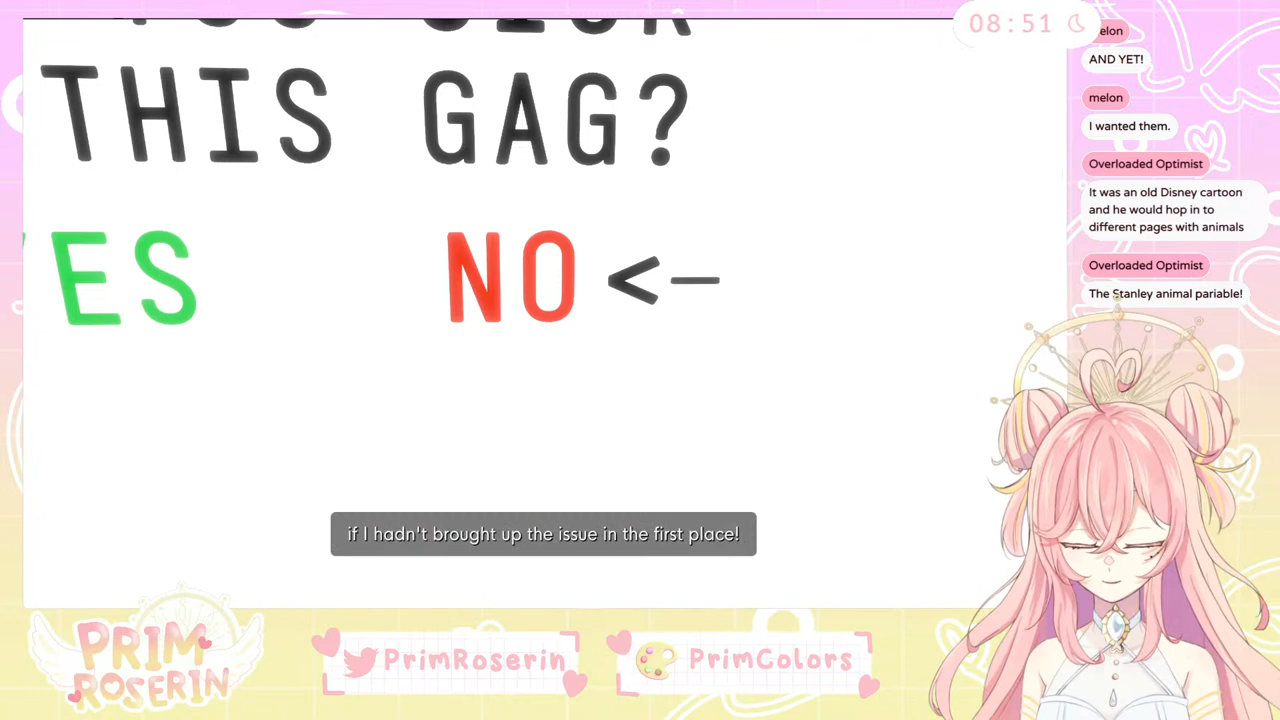 THIS GAG?
ES NO<—
if I hadn't brought up the issue in the first place!
08:51
elon
AND YET!
melon
I wanted them.
Overloaded Optimist
It was an old Disney cartoon
and he would hop in to
different pages with animals
Overloaded Optimist
The Stanley animal pariable!
PRIM
ROSERIN
PrimRoserin
PrimColors